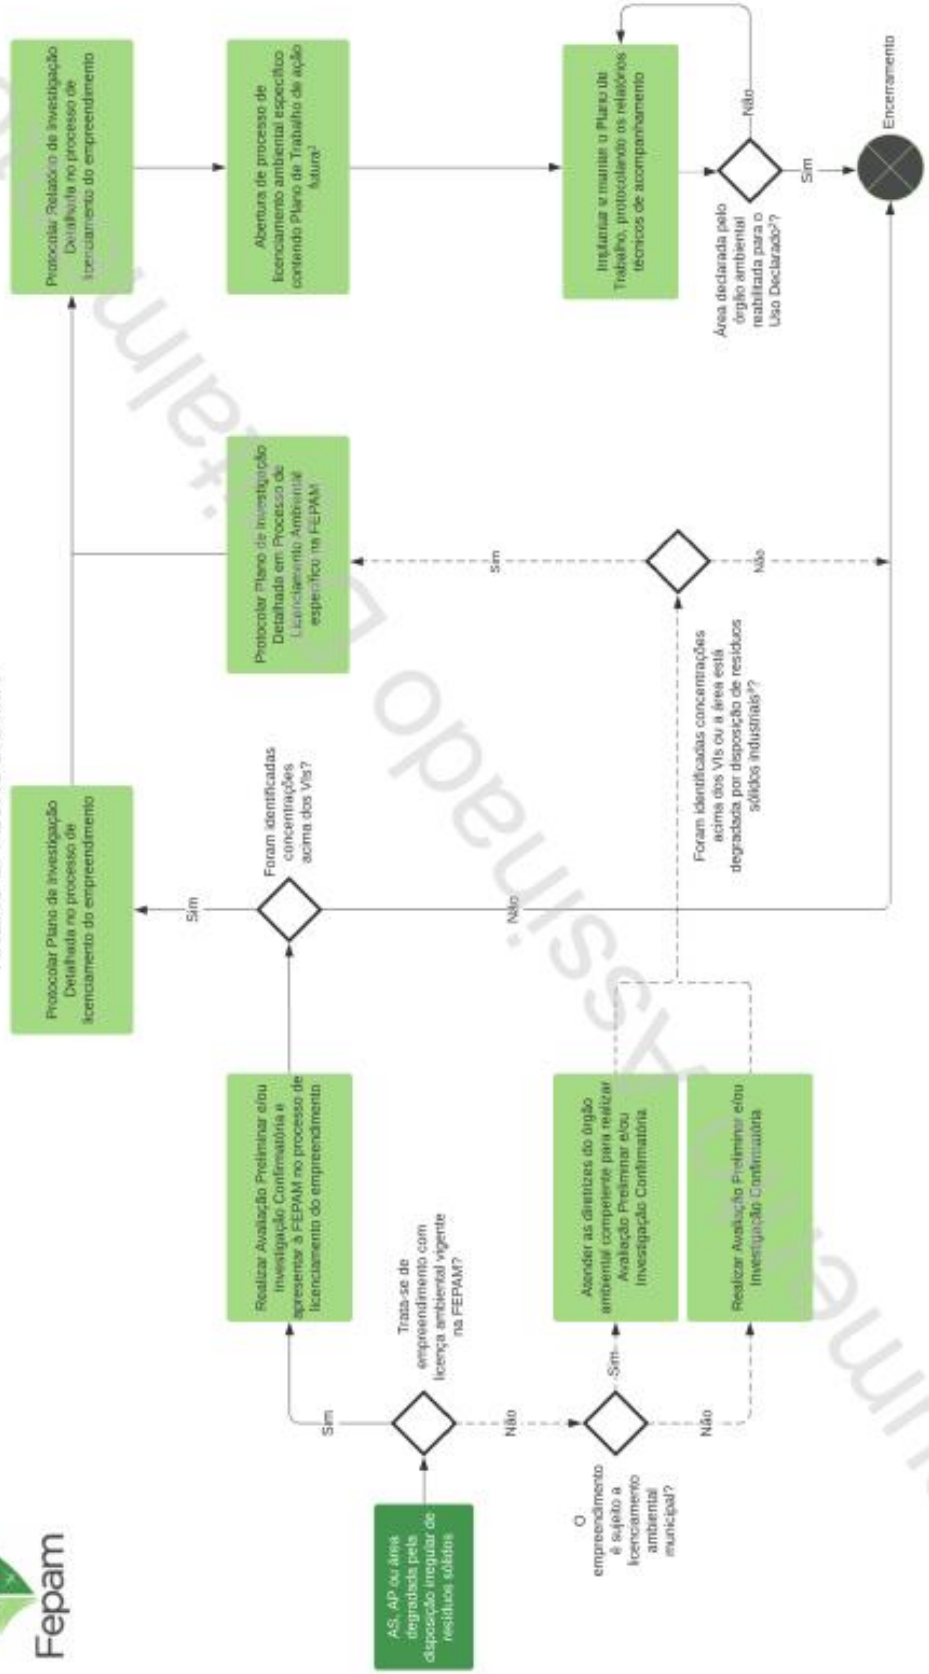 Fepam
AS, AP ou área
degradada pela
disposição irregular de
resíduos sólidos
Trata-se de
empreendimento com
licença ambiental vigente
na FEPAM?
Sim
Não
O
empreendimento
é sujeito a
licenciamento
ambiental
municipal?
Sim
Não
Realizar Avaliação Preliminar e/ou
Investigação Confirmatória e
apresentar à FEPAM no processo de
licenciamento do empreendimento
Atender as diretrizes do órgão
ambiental competente para realizar
Avaliação Preliminar e/ou
Investigação Confirmatória
Realizar Avaliação Preliminar e/ou
Investigação Confirmatória
Foram identificadas
concentrações
acima dos VIs?
Sim
Não
Protocolar Plano de Investigação
Detalhada no processo de
licenciamento do empreendimento
Foram identificadas concentrações
acima dos VIs ou a área está
degradada por disposição de resíduos
sólidos industriais³?
Sim
Não
Protocolar Plano de Investigação
Detalhada em Processo de
Licenciamento Ambiental
específico na FEPAM
Protocolar Relatório de Investigação
Detalhada no processo de
licenciamento do empreendimento
Abertura de processo de
licenciamento ambiental específico
contendo Plano de Trabalho de ação
futura²
Implantar e manter o Plano de
Trabalho, protocolando os relatórios
técnicos de acompanhamento
Área declarada pelo
órgão ambiental
reabilitada para o
Uso Declarado²?
Não
Sim
Encerramento
Assinado D